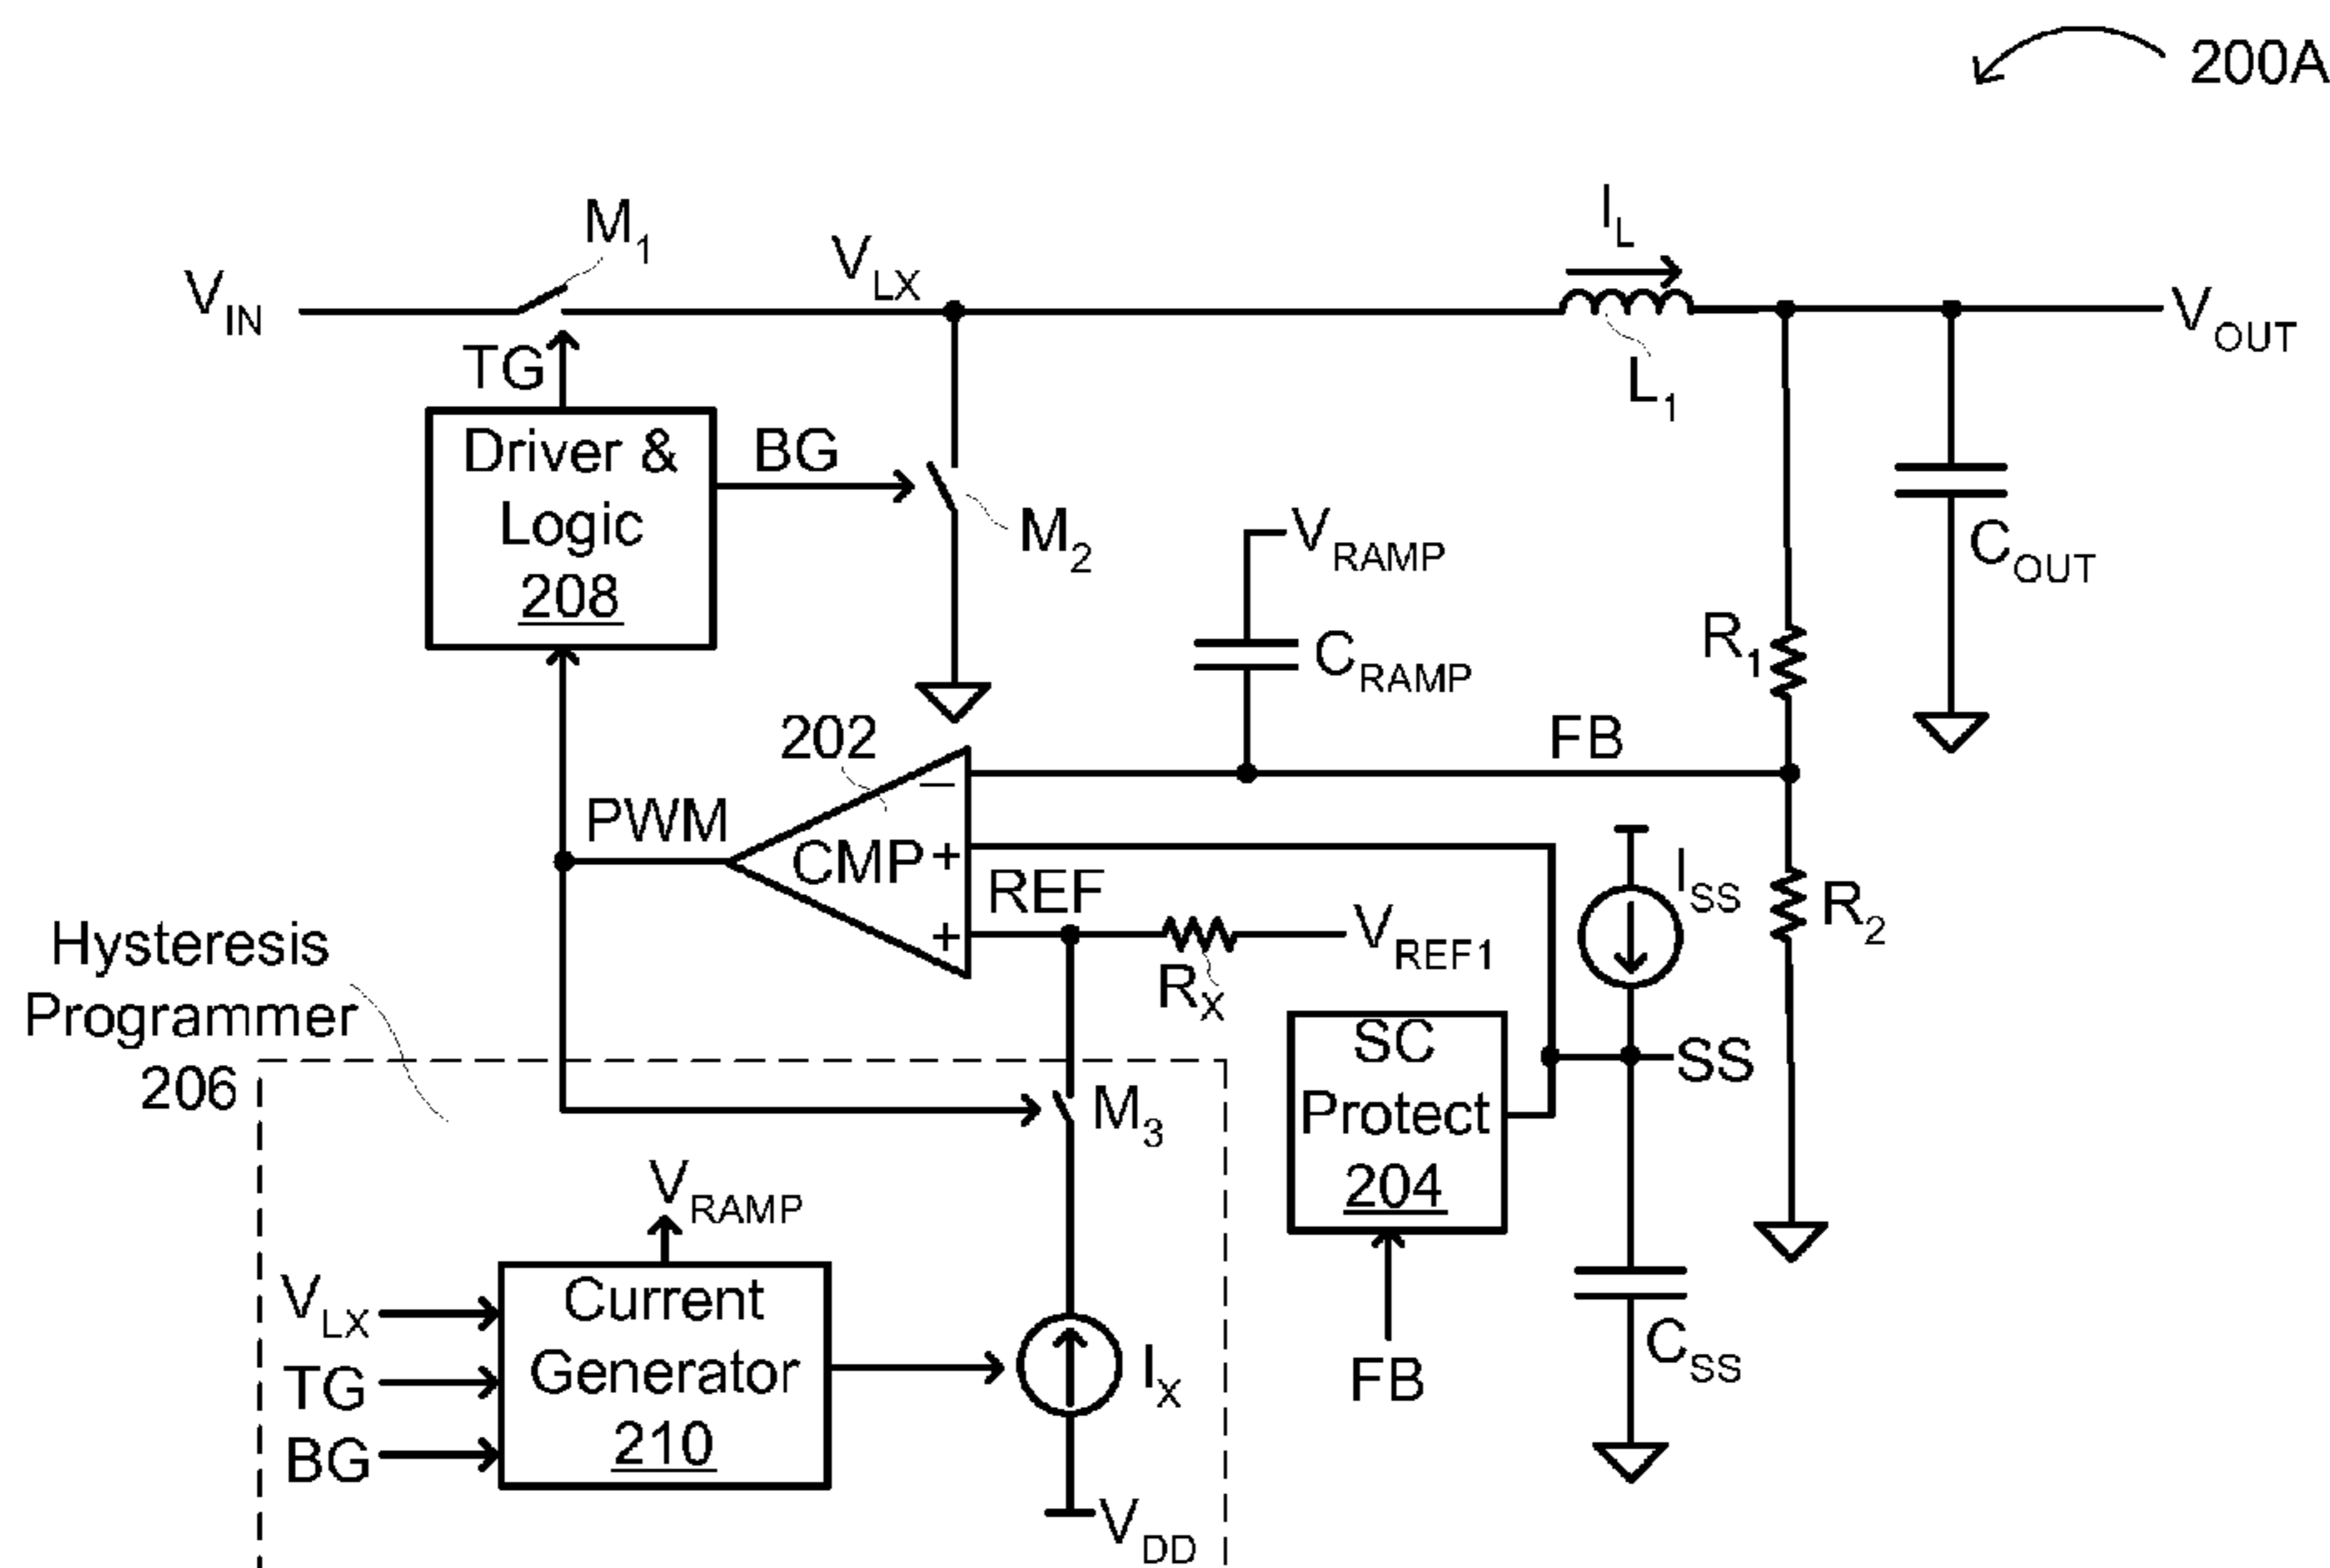 200A
M1
IL
VIN
VLX
VOUT
TG
L1
Driver &
Logic
208
BG
M2
VRAMP
COUT
CRAMP
R1
202
FB
PWM
CMP
−
+
+
REF
ISS
R2
VREF1
RX
Hysteresis
Programmer
206
SC
Protect
204
SS
M3
VRAMP
VLX
TG
BG
Current
Generator
210
IX
FB
CSS
VDD